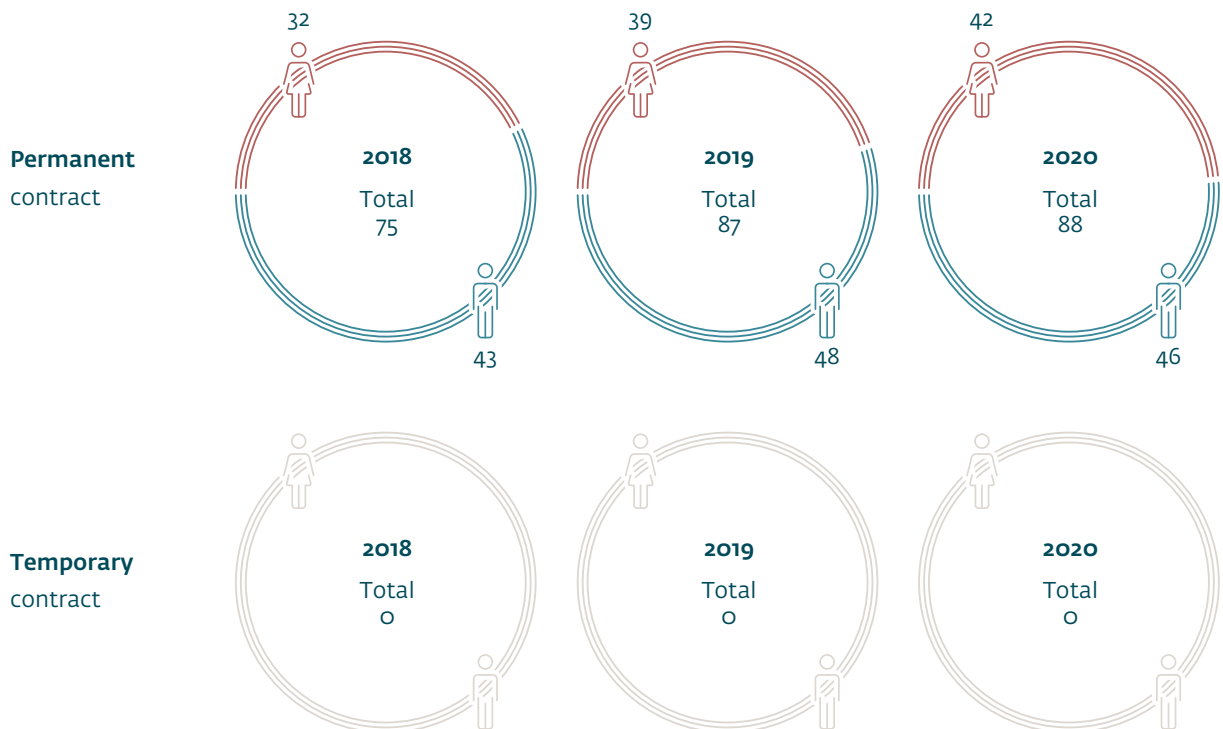 32
39
42
Permanent
contract
2018
Total
75
2019
Total
87
2020
Total
88
43
48
46
Temporary
contract
2018
Total
0
2019
Total
0
2020
Total
0